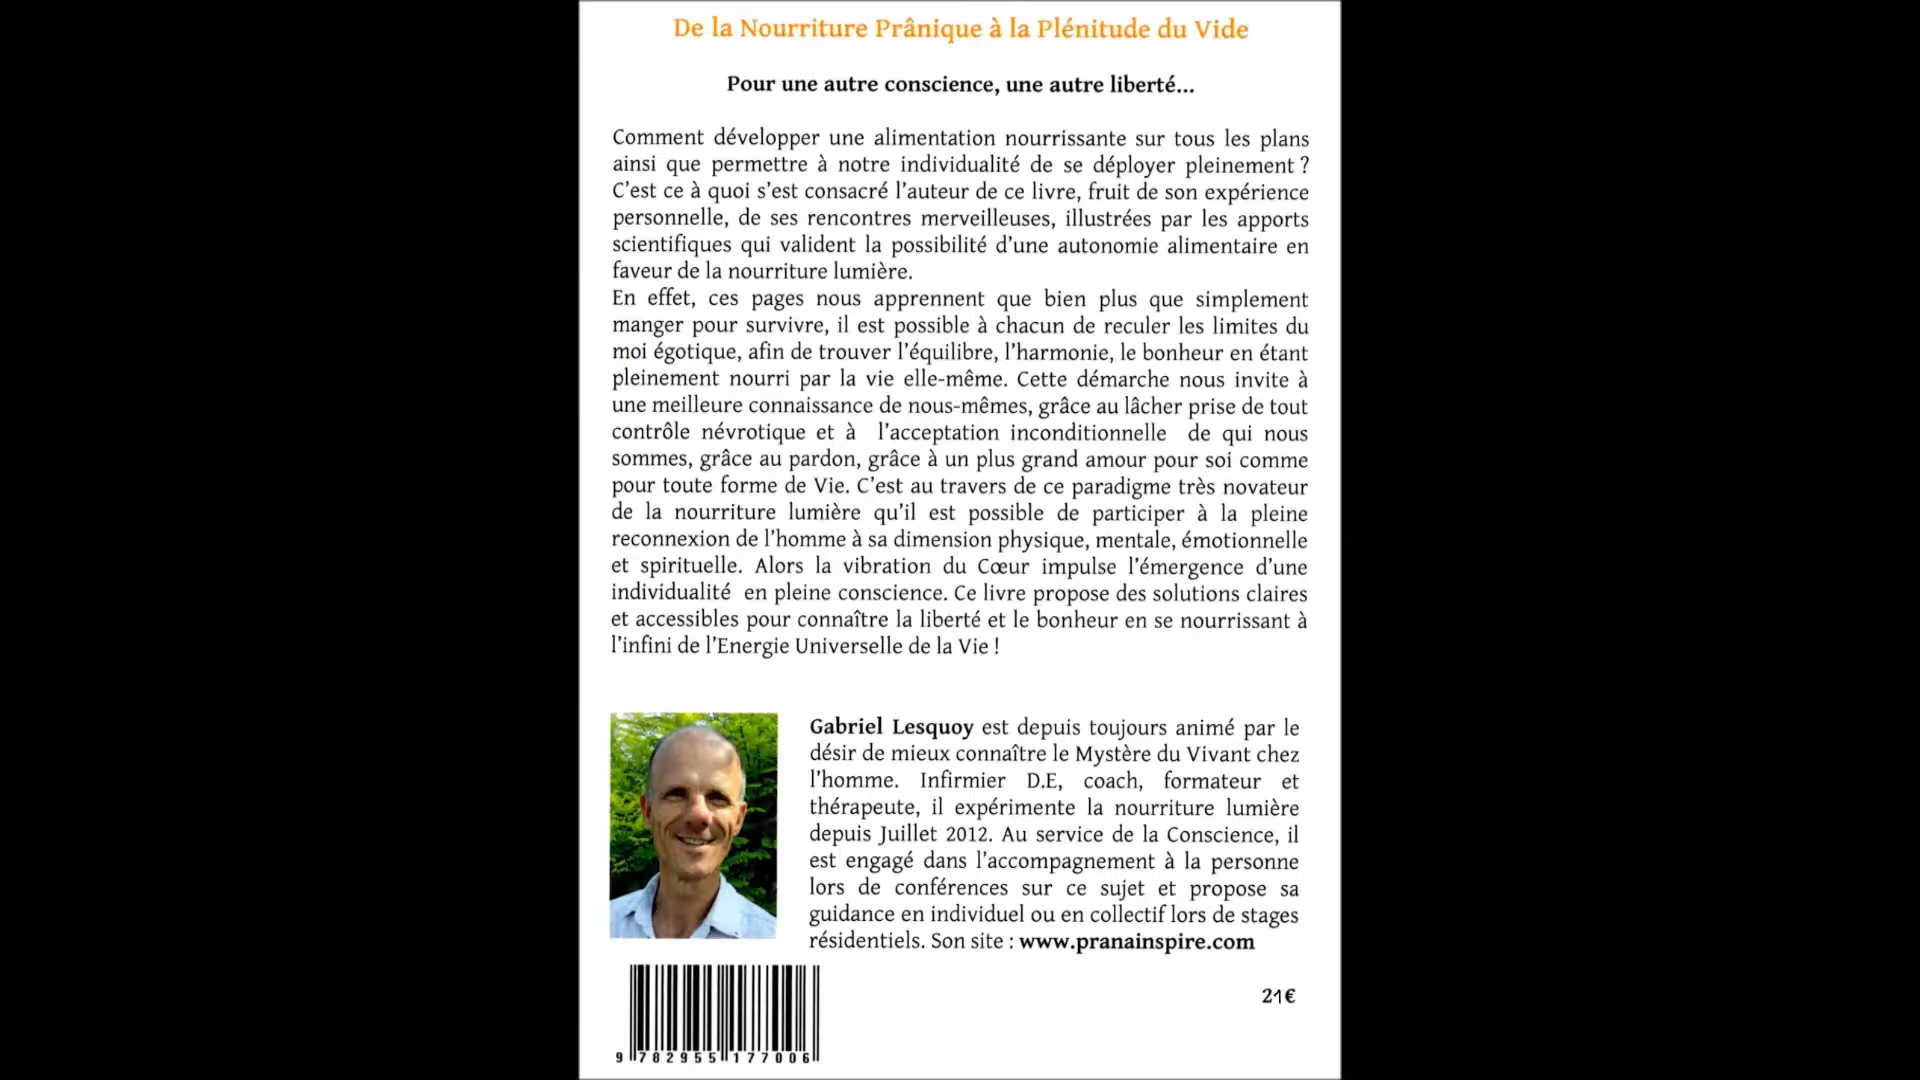 De la Nourriture Prânique à la Plénitude du Vide
Pour une autre conscience, une autre liberté...
Comment développer une alimentation nourrissante sur tous les plans
ainsi que permettre à notre individualité de se déployer pleinement ?
C'est ce à quoi s'est consacré l'auteur de ce livre, fruit de son expérience
personnelle, de ses rencontres merveilleuses, illustrées par les apports
scientifiques qui valident la possibilité d'une autonomie alimentaire en
faveur de la nourriture lumière.
En effet, ces pages nous apprennent que bien plus que simplement
manger pour survivre, il est possible à chacun de reculer les limites du
moi égotique, afin de trouver l'équilibre, l'harmonie, le bonheur en étant
pleinement nourri par la vie elle-même. Cette démarche nous invite à
une meilleure connaissance de nous-mêmes, grâce au lâcher prise de tout
contrôle névrotique et à l'acceptation inconditionnelle de qui nous
sommes, grâce au pardon, grâce à un plus grand amour pour soi comme
pour toute forme de Vie. C'est au travers de ce paradigme très novateur
de la nourriture lumière qu'il est possible de participer à la pleine
reconnexion de l'homme à sa dimension physique, mentale, émotionnelle
et spirituelle. Alors la vibration du Cœur impulse l'émergence d'une
individualité en pleine conscience. Ce livre propose des solutions claires
et accessibles pour connaître la liberté et le bonheur en se nourrissant à
l'infini de l'Energie Universelle de la Vie !
Gabriel Lesquoy est depuis toujours animé par le
désir de mieux connaître le Mystère du Vivant chez
l'homme. Infirmier D.E, coach, formateur et
thérapeute, il expérimente la nourriture lumière
depuis Juillet 2012. Au service de la Conscience, il
est engagé dans l'accompagnement à la personne
lors de conférences sur ce sujet et propose sa
guidance en individuel ou en collectif lors de stages
résidentiels. Son site : www.pranainspire.com
21€
9 782955 177006